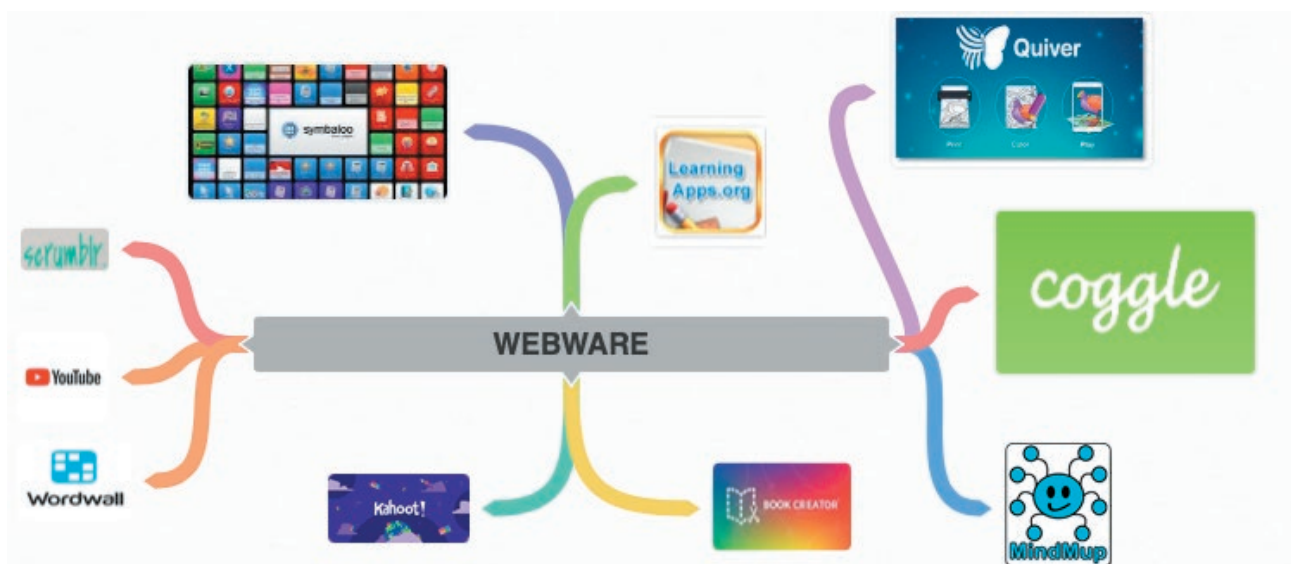 symbaloo
Learning
Apps.org
Quiver
Print
Color
Play
scrumblr
coggle
WEBWARE
YouTube
Wordwall
Kahoot!
BOOK CREATOR
MindMup